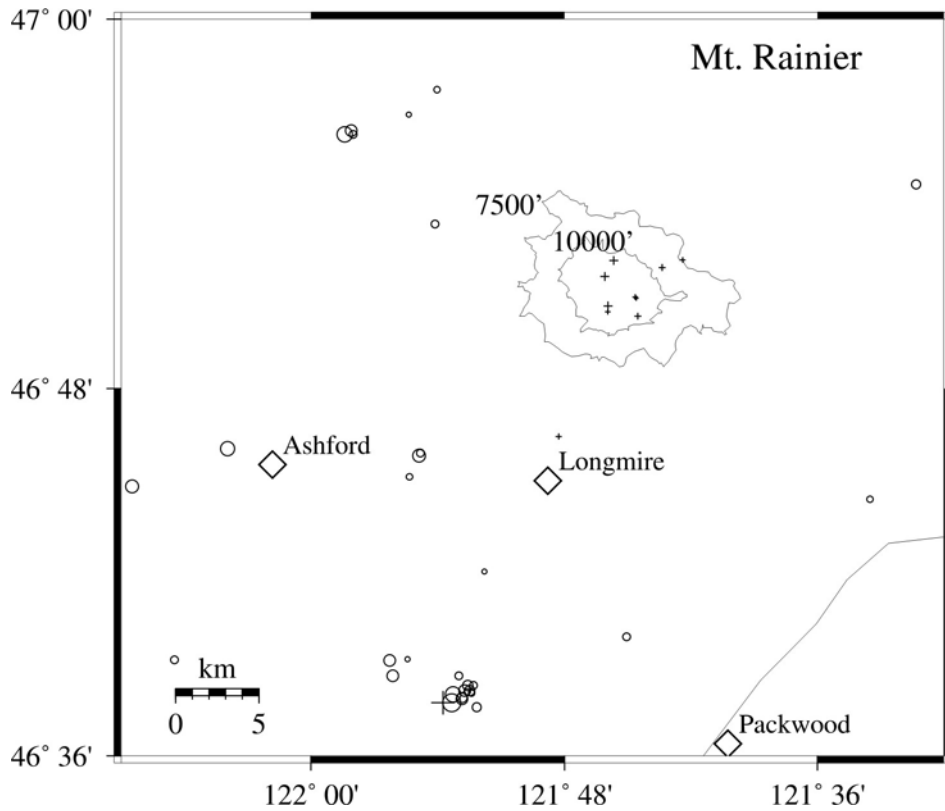 47° 00'
Mt. Rainier
7500’
10000’
46° 48'
Ashford
Longmire
km
0 5
Packwood
46° 36'
122° 00' 121° 48' 121° 36'